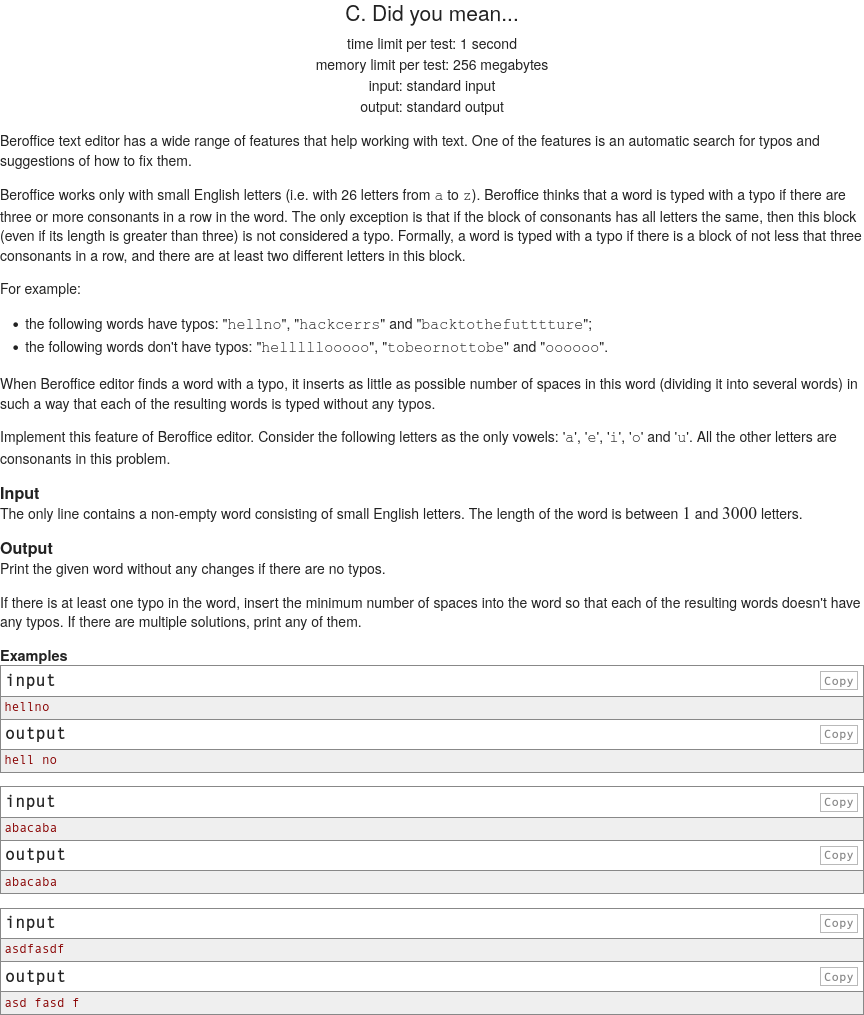 C. Did you mean...
time limit per test: 1 second
memory limit per test: 256 megabytes
input: standard input
output: standard output
Beroffice text editor has a wide range of features that help working with text. One of the features is an automatic search for typos and
suggestions of how to fix them.
Beroffice works only with small English letters (i.e. with 26 letters from a to z). Beroffice thinks that a word is typed with a typo if there are
three or more consonants in a row in the word. The only exception is that if the block of consonants has all letters the same, then this block
(even if its length is greater than three) is not considered a typo. Formally, a word is typed with a typo if there is a block of not less that three
consonants in a row, and there are at least two different letters in this block.
For example:
• the following words have typos: "hellno", "hackcerrs" and "backtothefutttture";
• the following words don't have typos: "helllllooooo", "tobeornottobe" and "oooooo".
When Beroffice editor finds a word with a typo, it inserts as little as possible number of spaces in this word (dividing it into several words) in
such a way that each of the resulting words is typed without any typos.
Implement this feature of Beroffice editor. Consider the following letters as the only vowels: 'a', 'e', 'i', 'o' and 'u'. All the other letters are
consonants in this problem.
Input
The only line contains a non-empty word consisting of small English letters. The length of the word is between 1 and 3000 letters.
Output
Print the given word without any changes if there are no typos.
If there is at least one typo in the word, insert the minimum number of spaces into the word so that each of the resulting words doesn't have
any typos. If there are multiple solutions, print any of them.
Examples
input Copy
hellno
output Copy
hell no
input Copy
abacaba
output Copy
abacaba
input Copy
asdfasdf
output Copy
asd fasd f